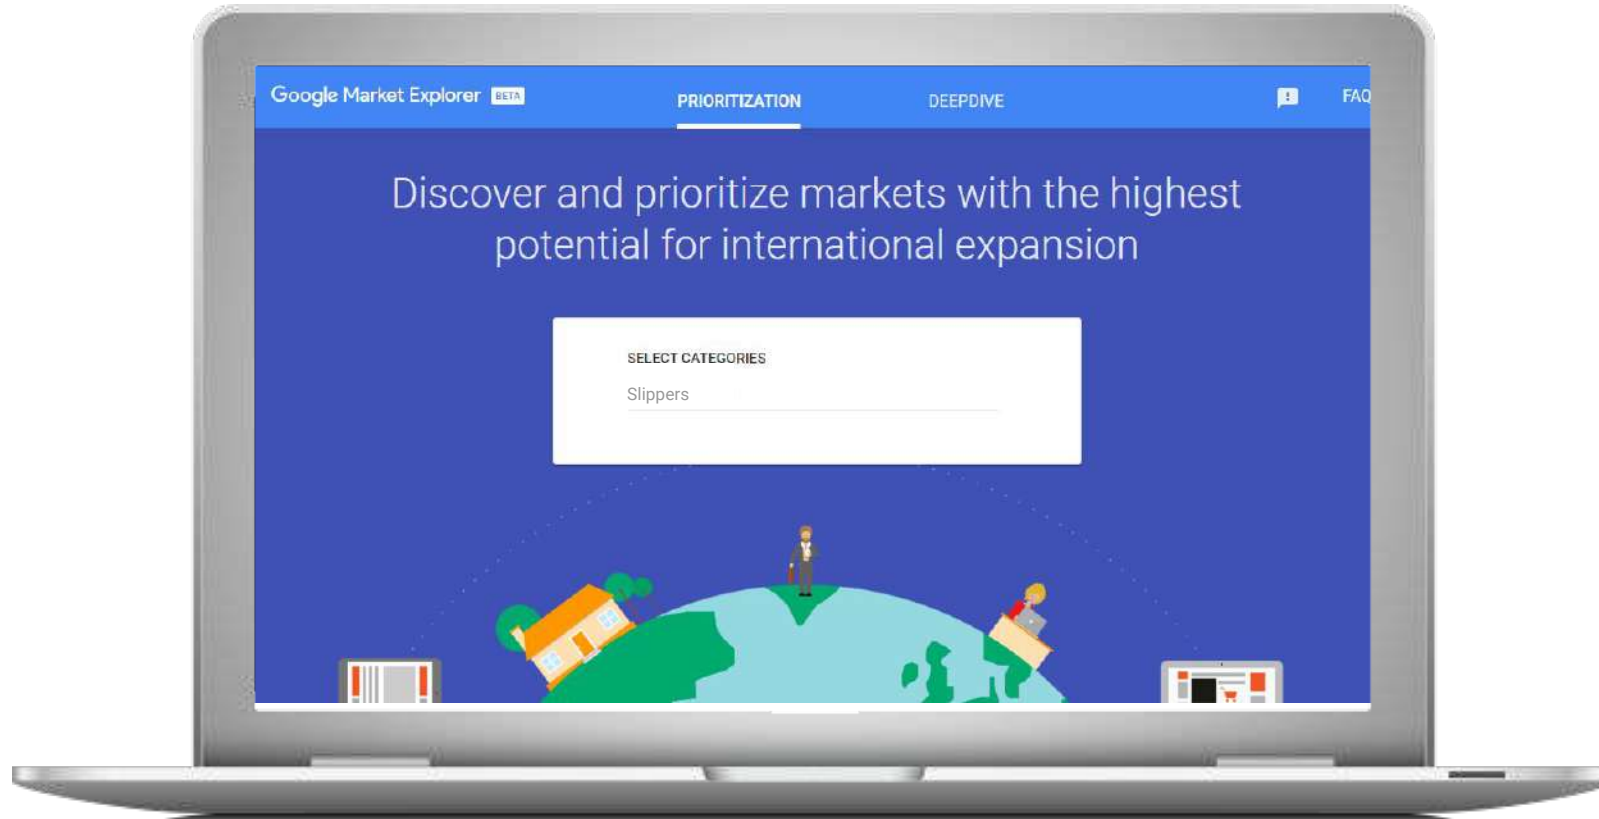 Google Market Explorer BETA
PRIORITIZATION
DEEPDIVE
FAQ
Discover and prioritize markets with the highest
potential for international expansion
SELECT CATEGORIES
Slippers